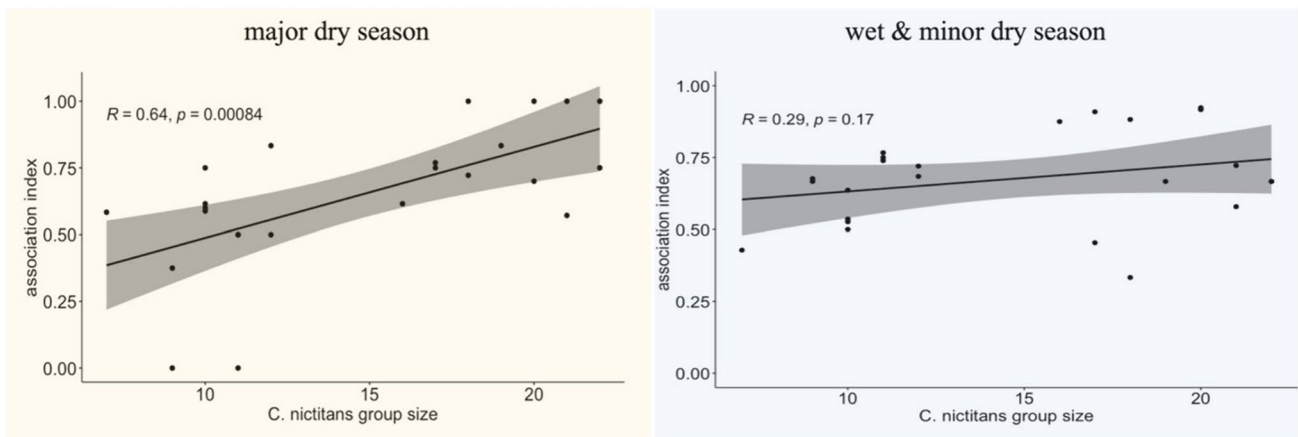 major dry season
R = 0.64, p = 0.00084
1.00
0.75
0.50
0.25
0.00
association index
10 15 20
C. nictitans group size
wet & minor dry season
R = 0.29, p = 0.17
1.00
0.75
0.50
0.25
0.00
association index
10 15 20
C. nictitans group size